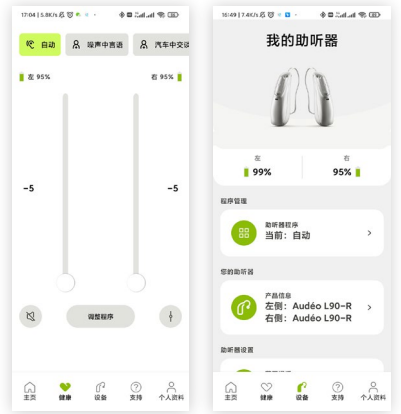 17:04 | 5.8K/s
自动
噪声中言语
汽车中交谈
左 95%
右 95%
-5
-5
调整程序
主页
健康
设备
支持
个人资料
16:49 | 7.4K/s
我的助听器
左
右
99%
95%
程序管理
助听器程序
当前：自动
您的助听器
产品信息
左侧：Audéo L90-R
右侧：Audéo L90-R
助听器设置
主页
健康
设备
支持
个人资料